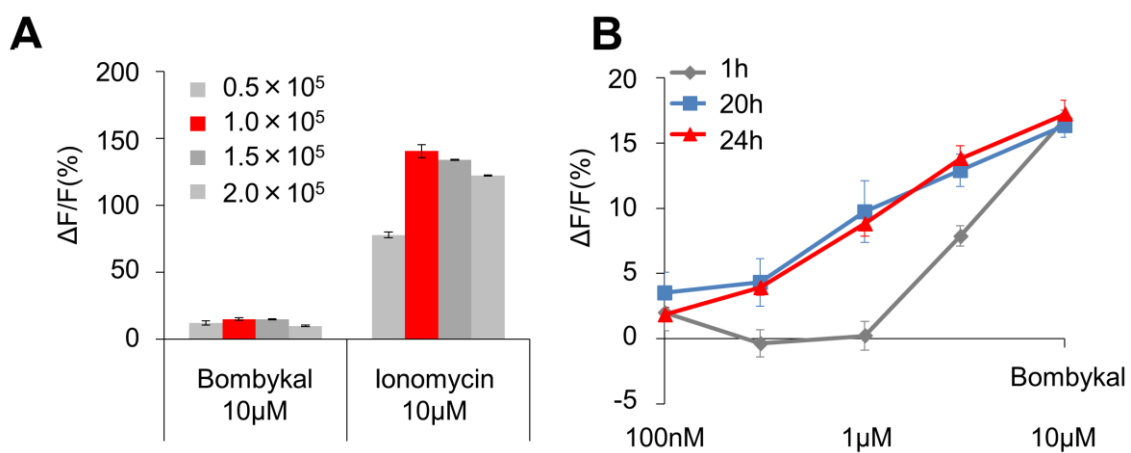 A
ΔF/F(%)
200
150
100
50
0
0.5×10⁵
1.0×10⁵
1.5×10⁵
2.0×10⁵
Bombykal
10μM
Ionomycin
10μM
B
ΔF/F(%)
20
15
10
5
0
-5
1h
20h
24h
Bombykal
100nM 1μM 10μM